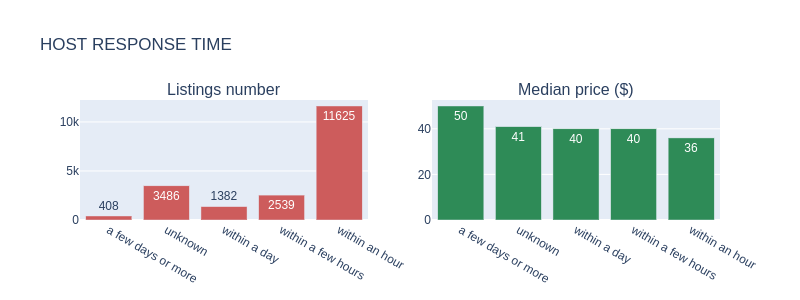 HOST RESPONSE TIME
Listings number
10k
5k
0
408
3486
1382
2539
11625
a few days or more
unknown
within a day
within a few hours
within an hour
Median price ($)
40
20
0
50
41
40
40
36
a few days or more
unknown
within a day
within a few hours
within an hour